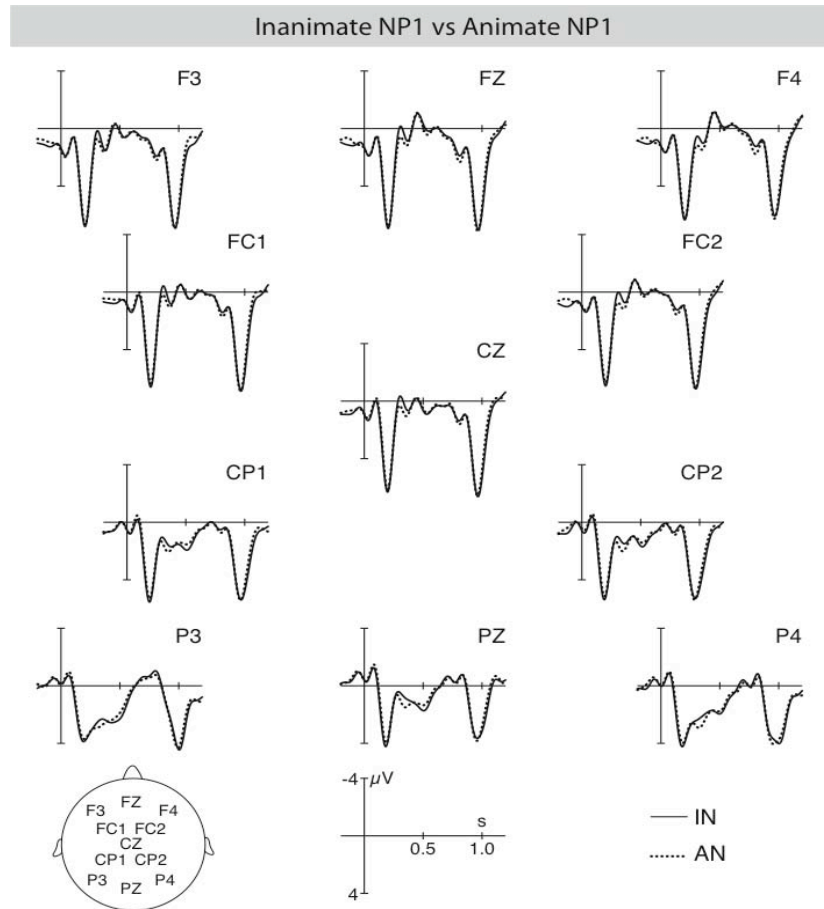 Inanimate NP1 vs Animate NP1
F3 FZ F4
FC1 FC2
CZ
CP1 CP2
P3 PZ P4
F3 FZ F4
FC1 FC2
CZ
CP1 CP2
P3 PZ P4
-4 µV
s
0.5 1.0
4
IN
AN